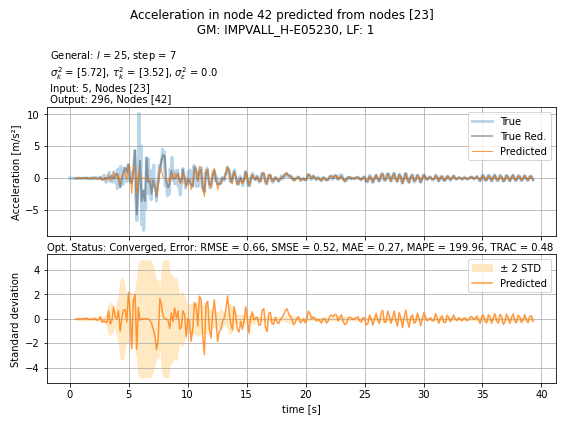 Acceleration in node 42 predicted from nodes [23]
GM: IMPVALL_H-E05230, LF: 1
General: l = 25, step = 7
σ²ₖ = [5.72], τ²ₖ = [3.52], σ²ε = 0.0
Input: 5, Nodes [23]
Output: 296, Nodes [42]
10
5
0
−5
Acceleration [m/s²]
True
True Red.
Predicted
Opt. Status: Converged, Error: RMSE = 0.66, SMSE = 0.52, MAE = 0.27, MAPE = 199.96, TRAC = 0.48
4
2
0
−2
−4
Standard deviation
± 2 STD
Predicted
0 5 10 15 20 25 30 35 40
time [s]